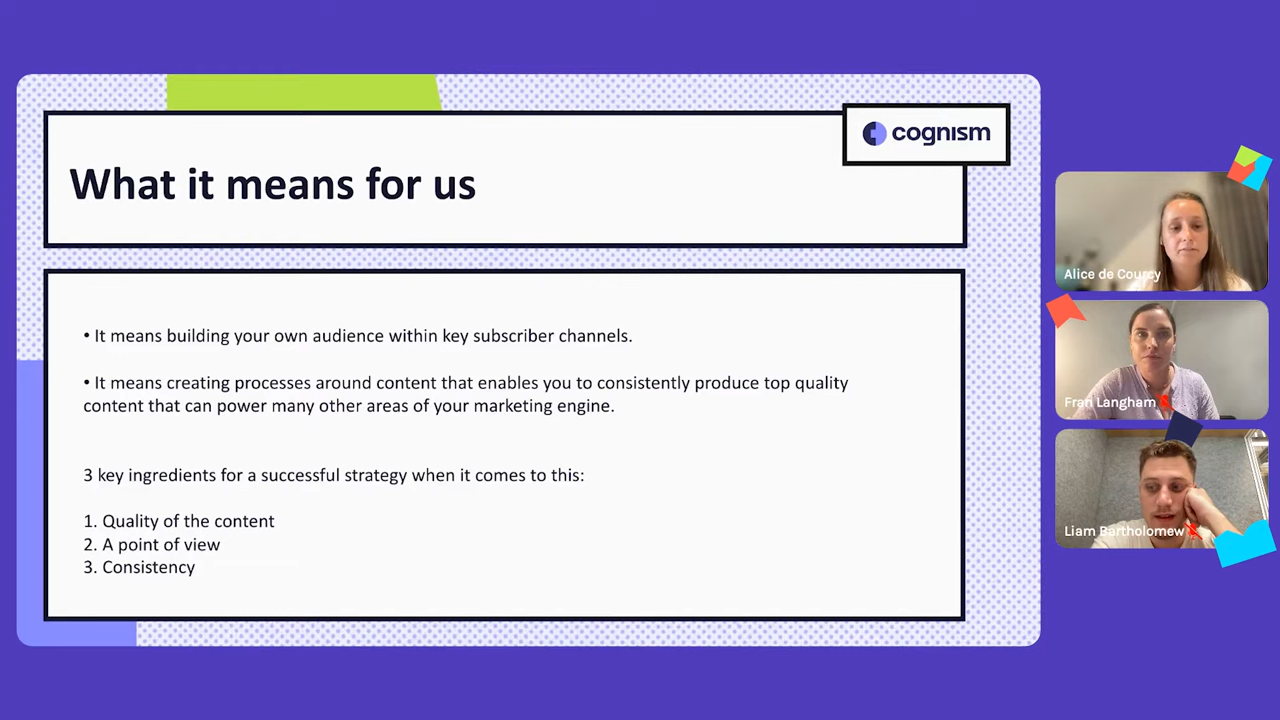 cognism
What it means for us
• It means building your own audience within key subscriber channels.
• It means creating processes around content that enables you to consistently produce top quality
content that can power many other areas of your marketing engine.
3 key ingredients for a successful strategy when it comes to this:
1. Quality of the content
2. A point of view
3. Consistency
Alice de Courcy
Fran Langham
Liam Bartholomew